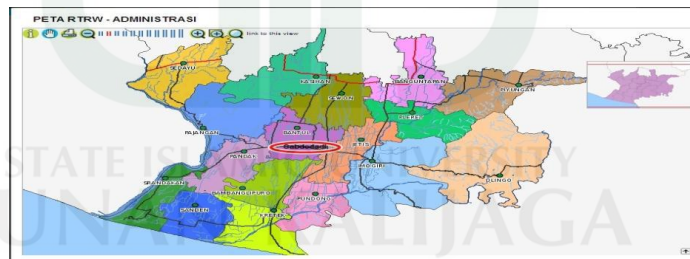 PETA RTRW - ADMINISTRASI
link to this view
SEDAYU
KASIHAN
BANGUNTAPAN
PIYUNGAN
SEWON
PLERET
PAJANGAN
BANTUL
JETIS
PANDAK
IMOGIRI
SRANDAKAN
DLINGO
BAMBANGLIPURO
PUNDONG
SANDEN
KRETEK
STATE ISLAMIC UNIVERSITY
SUNAN KALIJAGA